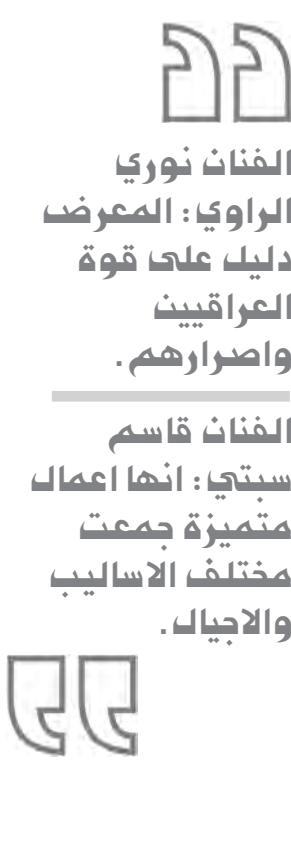 الفنان نوري
الراوي: المعرض
دليل على قوة
العراقيين
واصرارهم.
الفنان قاسم
سبتي: انها اعمال
متميزة جمعت
مختلف الاساليب
والاجيال.